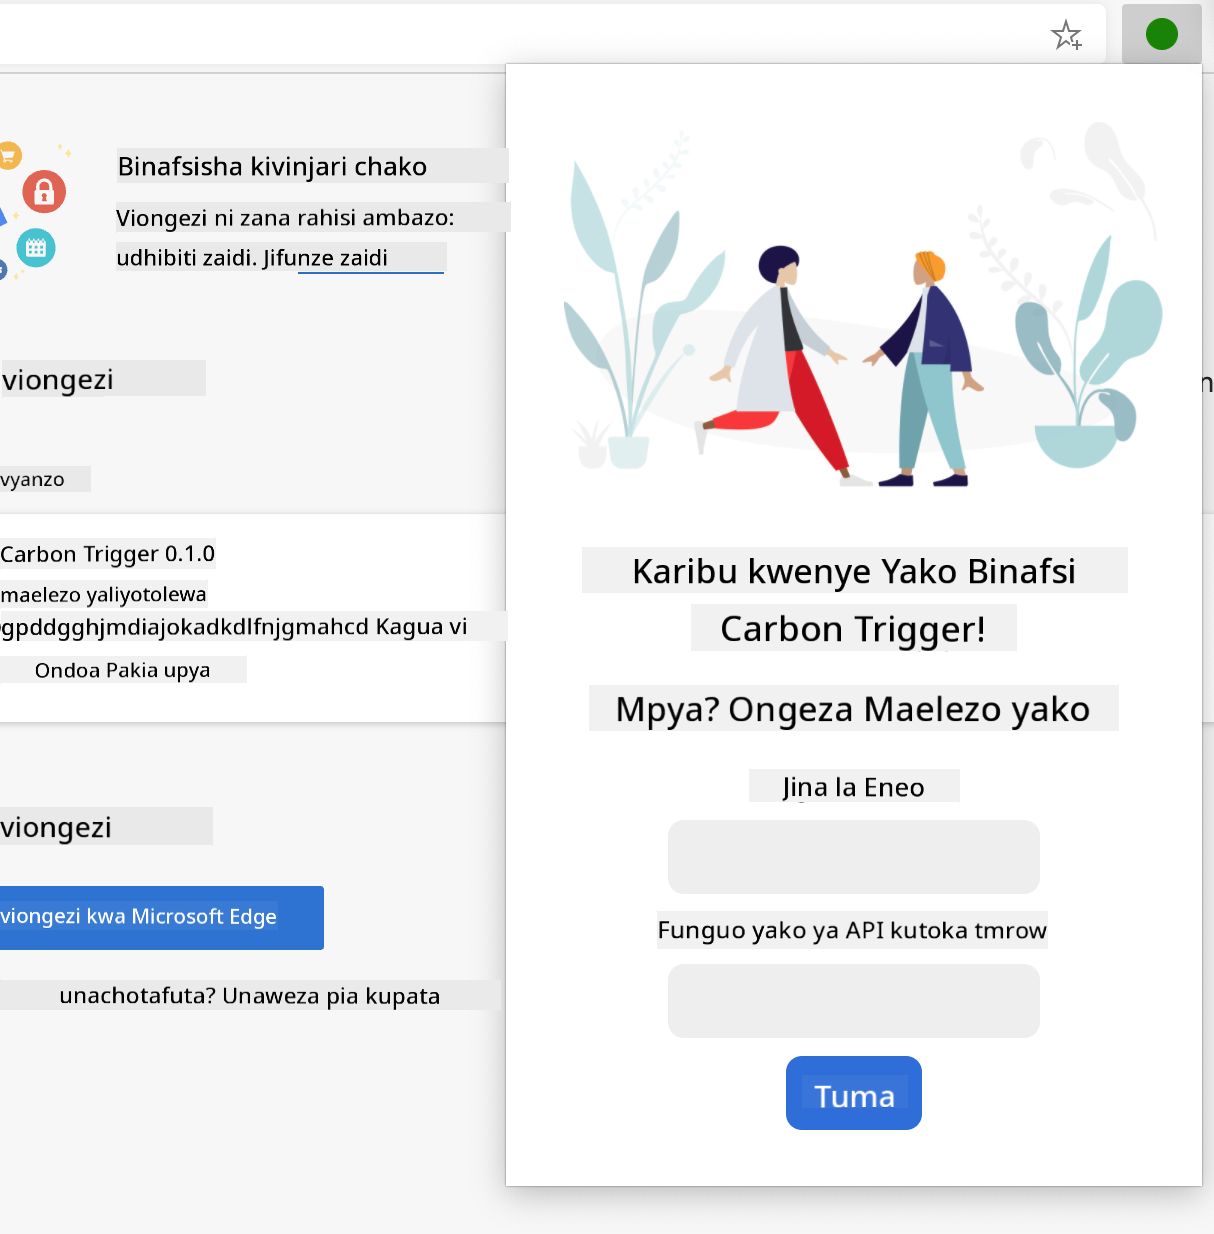 Binafsisha kivinjari chako
Viongezi ni zana rahisi ambazo:
udhibiti zaidi. Jifunze zaidi
viongezi
vyanzo
Carbon Trigger 0.1.0
maelezo yaliyotolewa
gpddgghjmdiajokadkdlfnjgmahcd Kagua vi
Ondoa Pakia upya
viongezi
viongezi kwa Microsoft Edge
unachotafuta? Unaweza pia kupata
Karibu kwenye Yako Binafsi
Carbon Trigger!
Mpya? Ongeza Maelezo yako
Jina la Eneo
Funguo yako ya API kutoka tmrow
Tuma